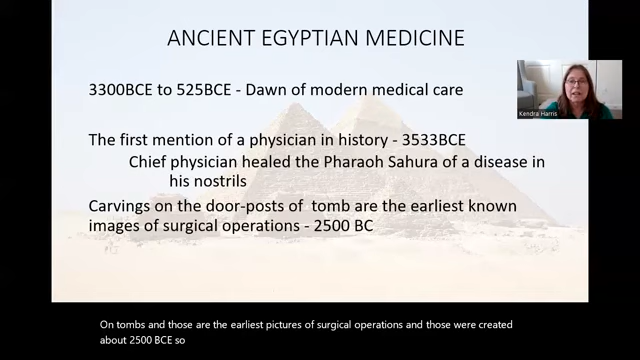 ANCIENT EGYPTIAN MEDICINE
3300BCE to 525BCE - Dawn of modern medical care
Kendra Harris
The first mention of a physician in history - 3533BCE
Chief physician healed the Pharaoh Sahura of a disease in
his nostrils
Carvings on the door-posts of tomb are the earliest known
images of surgical operations - 2500 BC
On tombs and those are the earliest pictures of surgical operations and those were created
about 2500 BCE so